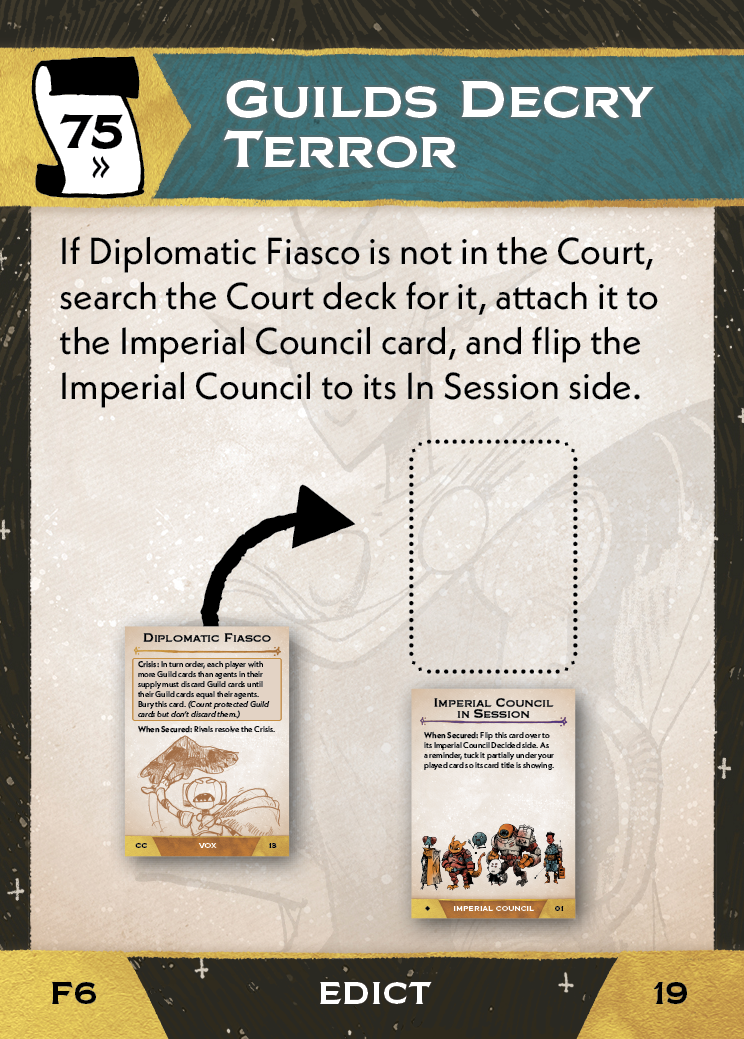 75
»
GUILDS DECRY
TERROR
If Diplomatic Fiasco is not in the Court,
search the Court deck for it, attach it to
the Imperial Council card, and flip the
Imperial Council to its In Session side.
DIPLOMATIC FIASCO
Crisis: In turn order, each player with
more Guild cards than agents in their
supply must discard Guild cards until
their Guild cards equal their agents.
Bury this card. (Count protected Guild
cards but don't discard them.)
When Secured: Rivals resolve the Crisis.
CC VOX 13
IMPERIAL COUNCIL
IN SESSION
When Secured: Flip this card over to
its Imperial Council Decided side. As
a reminder, tuck it partially under your
played card so its card title is showing.
IMPERIAL COUNCIL 01
F6 EDICT 19